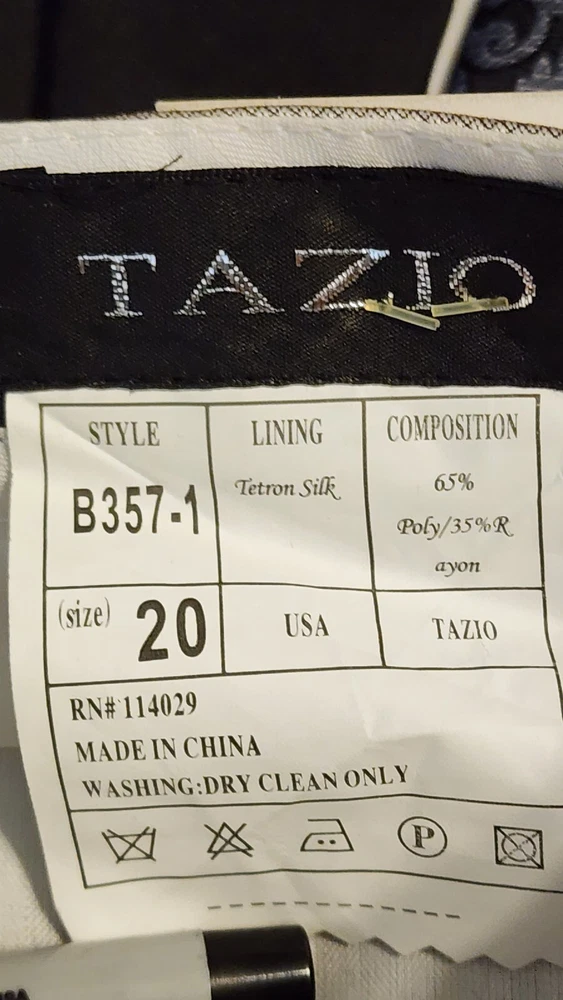 TAZIO
STYLE
B357-1
LINING
Tetron Silk
COMPOSITION
65%
Poly/35%R
ayon
(size) 20
USA
TAZIO
RN# 114029
MADE IN CHINA
WASHING:DRY CLEAN ONLY
P